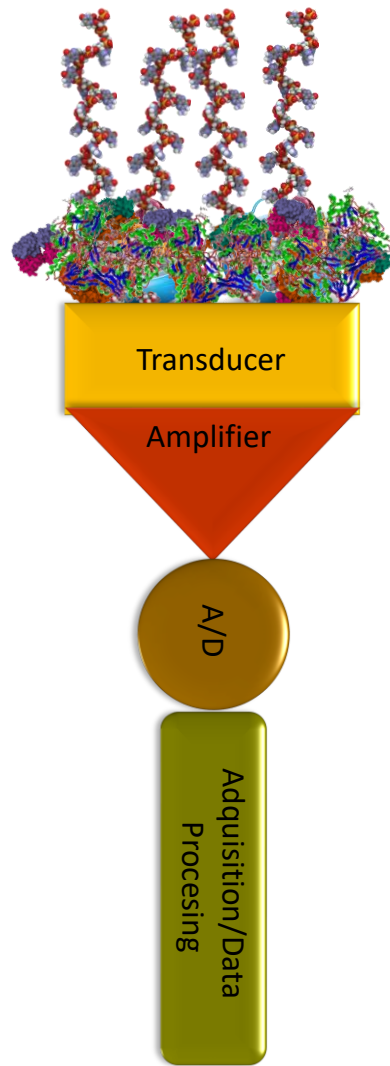 Transducer
Amplifier
A/D
Adquisition/Data
Procesing